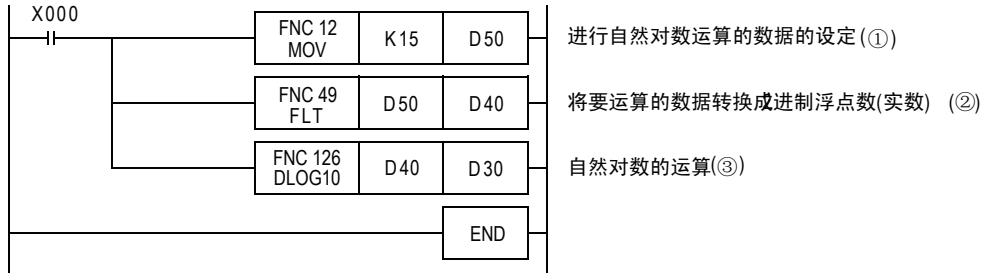 X000
FNC 12
MOV
K15
D50
进行自然对数运算的数据的设定(①)
FNC 49
FLT
D50
D40
将要运算的数据转换成进制浮点数(实数) (②)
FNC 126
DLOG10
D40
D30
自然对数的运算(③)
END